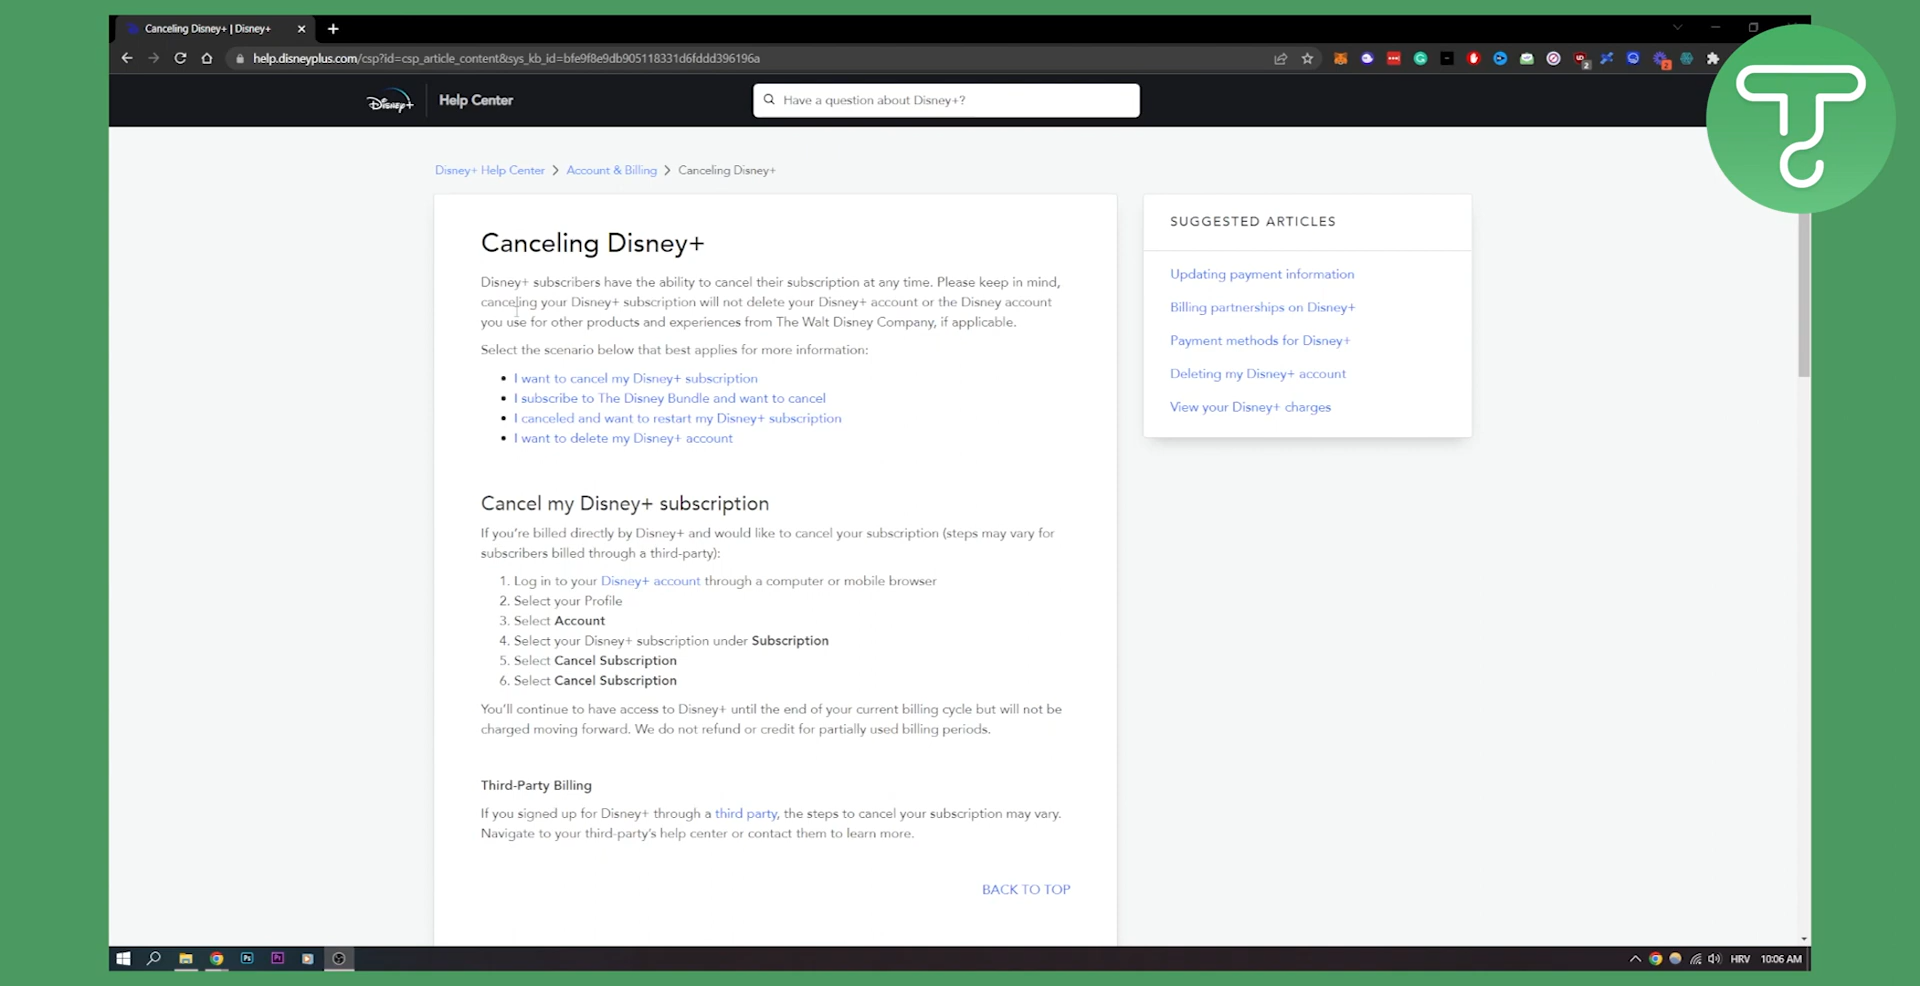 Canceling Disney+ | Disney+
help.disneyplus.com/csp?id=csp_article_content&sys_kb_id=bfe9f8e9db905118331d6fddd396196a
Disney+
Help Center
Have a question about Disney+?
Disney+ Help Center > Account & Billing > Canceling Disney+
Canceling Disney+
Disney+ subscribers have the ability to cancel their subscription at any time. Please keep in mind,
canceling your Disney+ subscription will not delete your Disney+ account or the Disney account
you use for other products and experiences from The Walt Disney Company, if applicable.
Select the scenario below that best applies for more information:
• I want to cancel my Disney+ subscription
• I subscribe to The Disney Bundle and want to cancel
• I canceled and want to restart my Disney+ subscription
• I want to delete my Disney+ account
Cancel my Disney+ subscription
If you're billed directly by Disney+ and would like to cancel your subscription (steps may vary for
subscribers billed through a third-party):
1. Log in to your Disney+ account through a computer or mobile browser
2. Select your Profile
3. Select Account
4. Select your Disney+ subscription under Subscription
5. Select Cancel Subscription
6. Select Cancel Subscription
You'll continue to have access to Disney+ until the end of your current billing cycle but will not be
charged moving forward. We do not refund or credit for partially used billing periods.
Third-Party Billing
If you signed up for Disney+ through a third party, the steps to cancel your subscription may vary.
Navigate to your third-party's help center or contact them to learn more.
BACK TO TOP
SUGGESTED ARTICLES
Updating payment information
Billing partnerships on Disney+
Payment methods for Disney+
Deleting my Disney+ account
View your Disney+ charges
Ps
Pr
HRV
10:06 AM